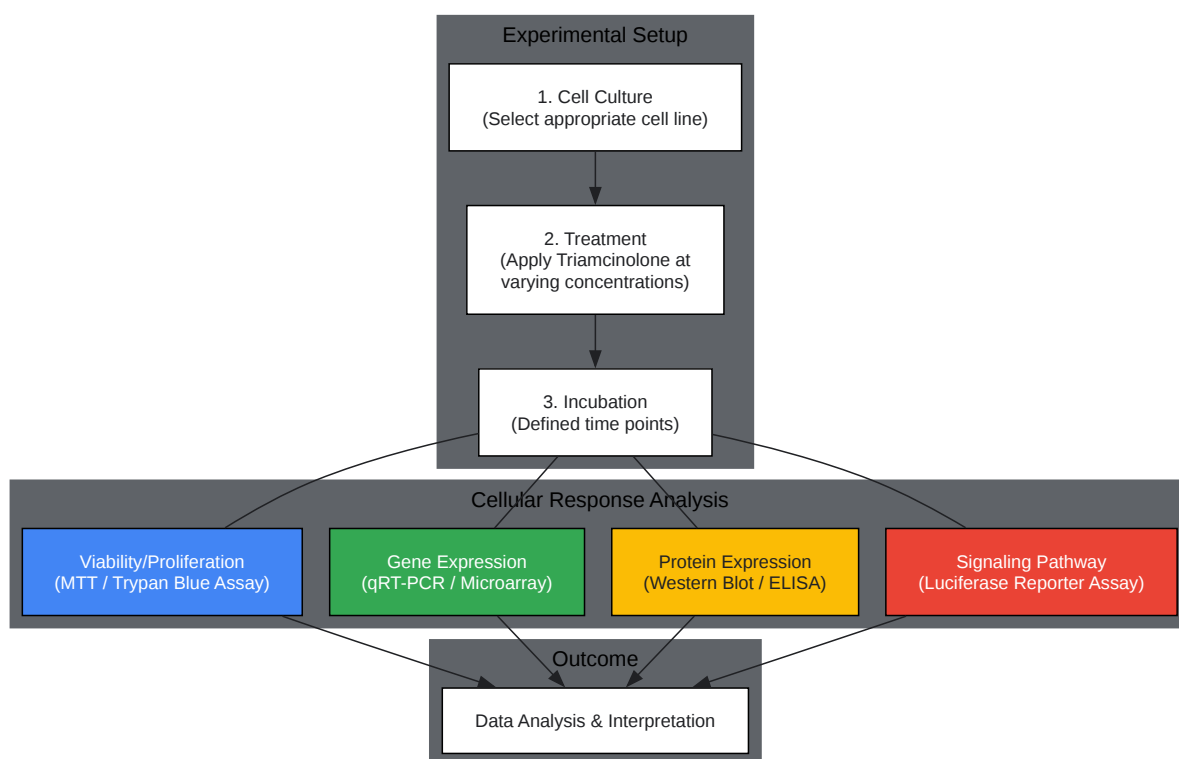 Experimental Setup
1. Cell Culture
(Select appropriate cell line)
2. Treatment
(Apply Triamcinolone at
varying concentrations)
3. Incubation
(Defined time points)
Cellular Response Analysis
Viability/Proliferation
(MTT / Trypan Blue Assay)
Gene Expression
(qRT-PCR / Microarray)
Protein Expression
(Western Blot / ELISA)
Signaling Pathway
(Luciferase Reporter Assay)
Outcome
Data Analysis & Interpretation